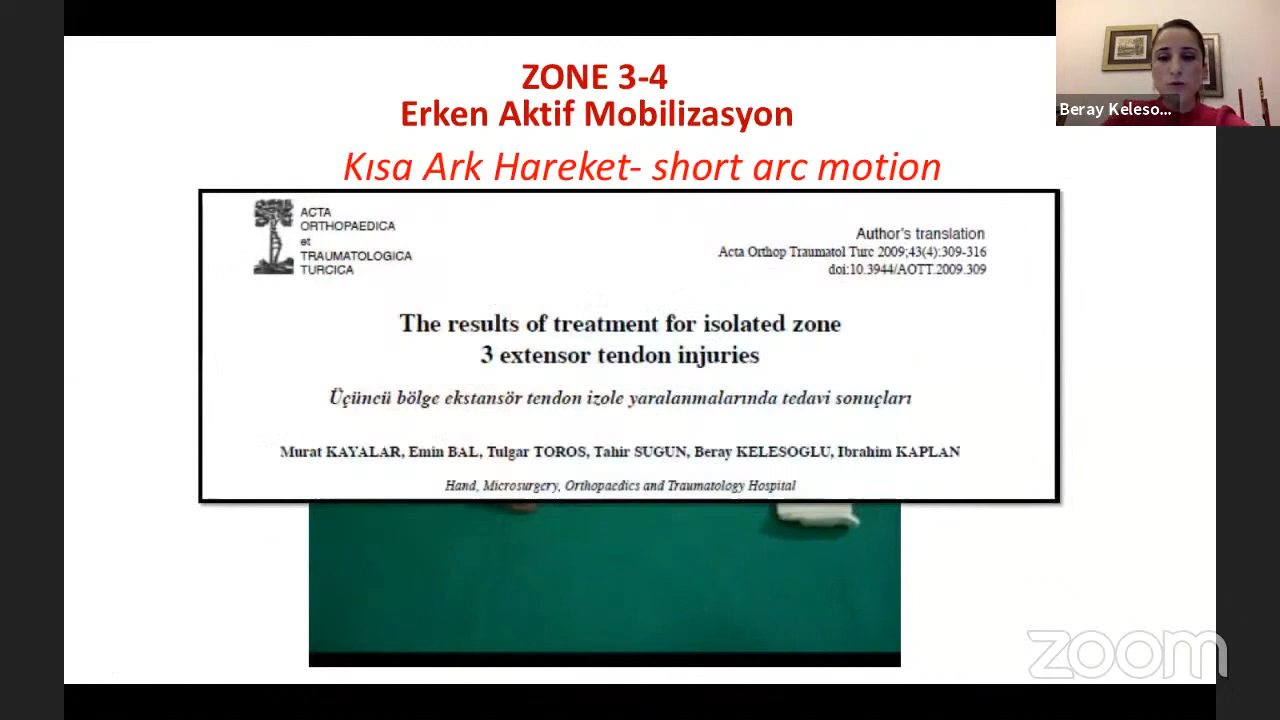 ZONE 3-4
Erken Aktif Mobilizasyon
Kısa Ark Hareket- short arc motion
Beray Keleso...
ACTA
ORTHOPAEDICA
et
TRAUMATOLOGICA
TURCICA
Author's translation
Acta Orthop Traumatol Turc 2009;43(4):309-316
doi:10.3944/AOTT.2009.309
The results of treatment for isolated zone
3 extensor tendon injuries
Üçüncü bölge ekstansör tendon izole yaralanmalarında tedavi sonuçları
Murat KAYALAR, Emin BAL, Tulgar TOROS, Tahir SUGUN, Beray KELESOGLU, Ibrahim KAPLAN
Hand, Microsurgery, Orthopaedics and Traumatology Hospital
zoom